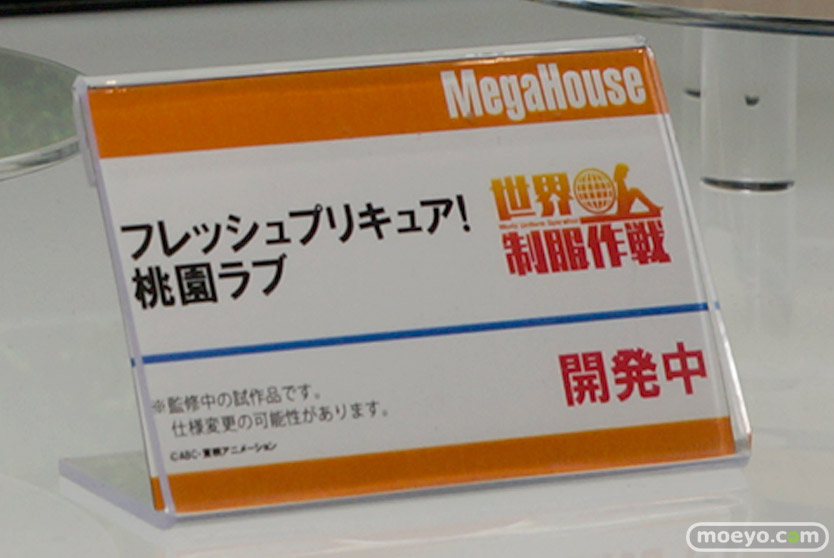 MegaHouse
世界
制服作戦
フレッシュプリキュア!
桃園ラブ
開発中
※監修中の試作品です。
仕様変更の可能性があります。
©ABC・東映アニメーション
moeyo.com